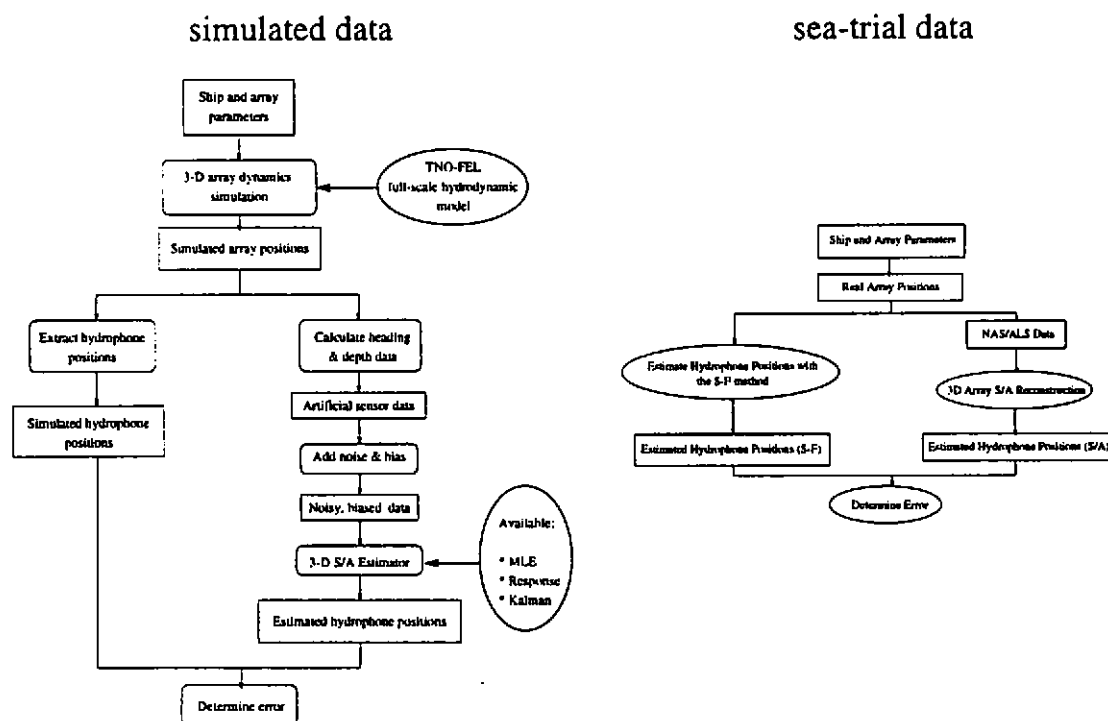 simulated data
Ship and array
parameters
3-D array dynamics
simulation
TNO-FEL
full-scale hydrodynamic
model
Simulated array positions
Extract hydrophone
positions
Calculate heading
& depth data
Simulated hydrophone
positions
Artificial sensor data
Add noise & bias
Noisy, biased data
3-D S/A Estimator
Available:
* MLE
* Response
* Kalman
Estimated hydrophone positions
Determine error
sea-trial data
Ship and Array Parameters
Real Array Positions
NAS/ALS Data
Estimate Hydrophone Positions with
the S-F method
3D Array S/A Reconstruction
Estimated Hydrophone Positions (S-F)
Estimated Hydrophone Positions (S/A)
Determine Error